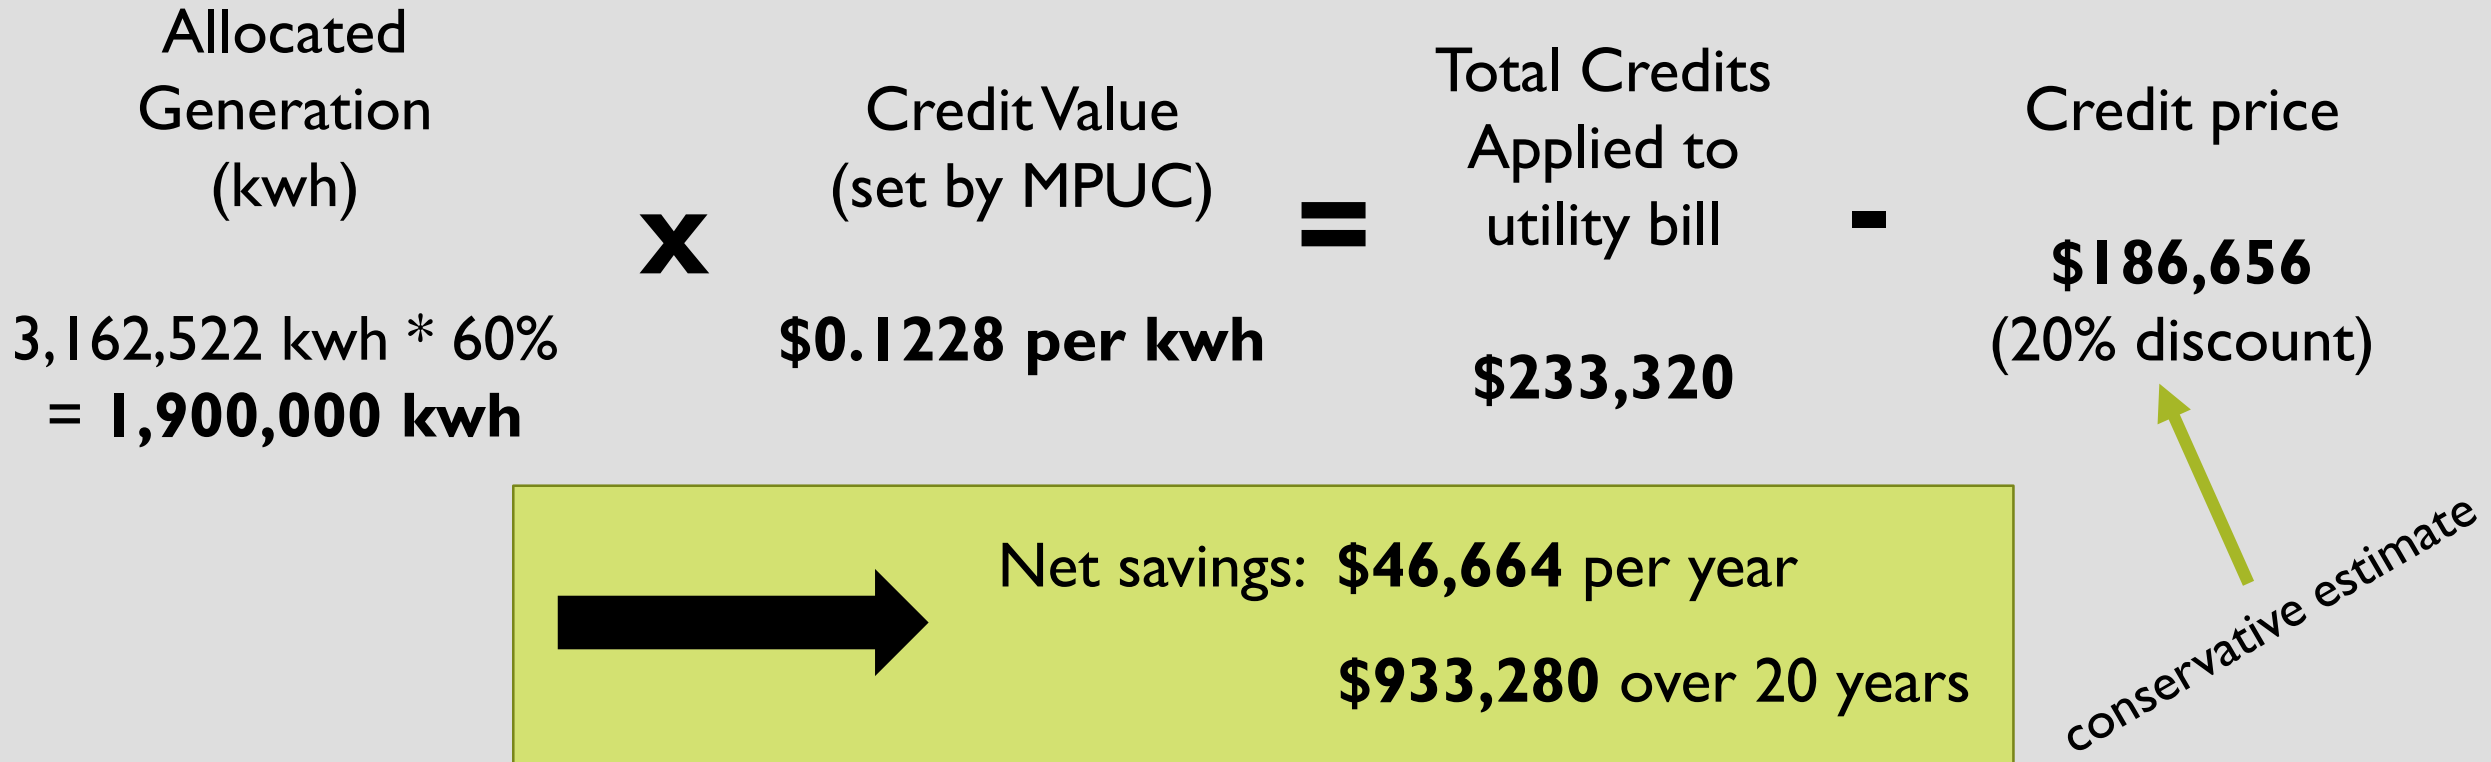 Allocated
Generation
(kwh)
3,162,522 kwh * 60%
= 1,900,000 kwh
x
Credit Value
(set by MPUC)
$0.1228 per kwh
=
Total Credits
Applied to
utility bill
$233,320
-
Credit price
$186,656
(20% discount)
conservative estimate
Net savings: $46,664 per year
$933,280 over 20 years